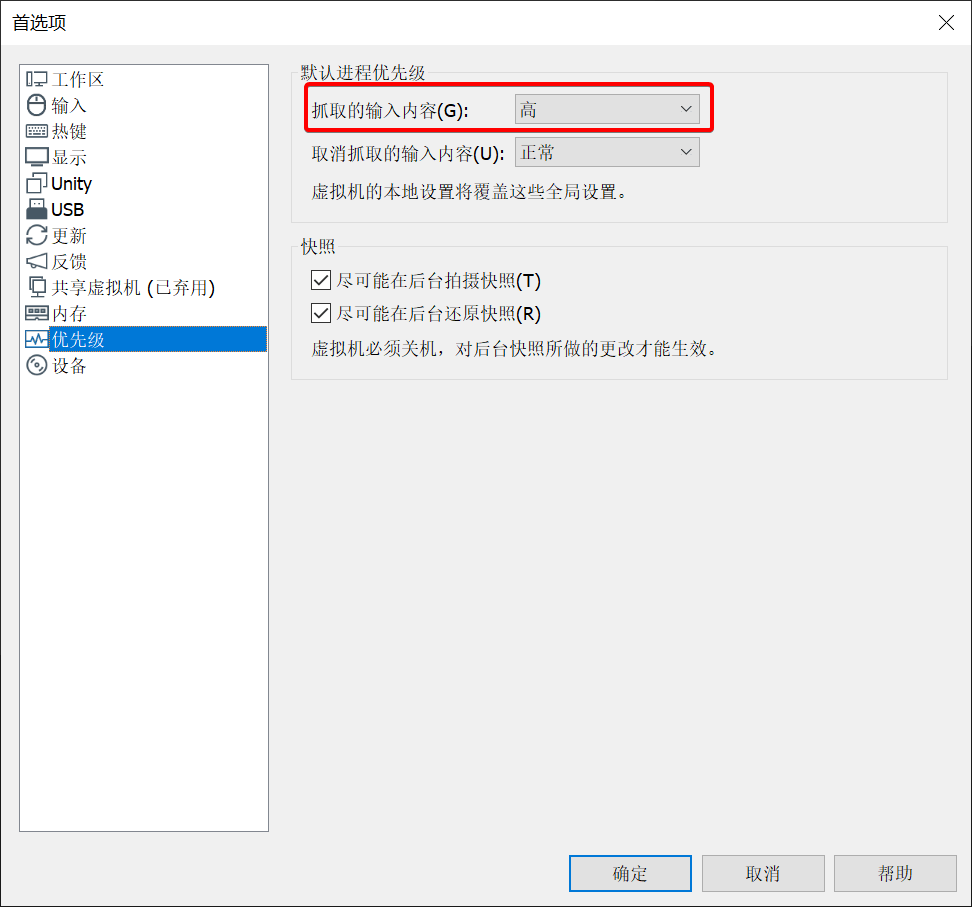 首选项
工作区
输入
热键
显示
Unity
USB
更新
反馈
共享虚拟机 (已弃用)
内存
优先级
设备
默认进程优先级
抓取的输入内容(G): 高
取消抓取的输入内容(U): 正常
虚拟机的本地设置将覆盖这些全局设置。
快照
尽可能在后台拍摄快照(T)
尽可能在后台还原快照(R)
虚拟机必须关机，对后台快照所做的更改才能生效。
确定 取消 帮助